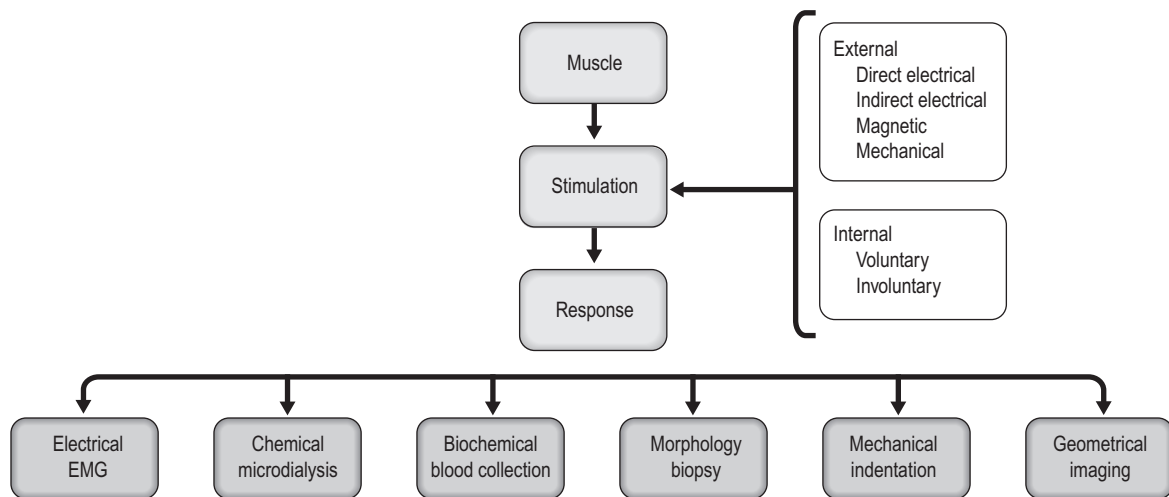 Muscle
Stimulation
Response
External
Direct electrical
Indirect electrical
Magnetic
Mechanical
Internal
Voluntary
Involuntary
Electrical
EMG
Chemical
microdialysis
Biochemical
blood collection
Morphology
biopsy
Mechanical
indentation
Geometrical
imaging